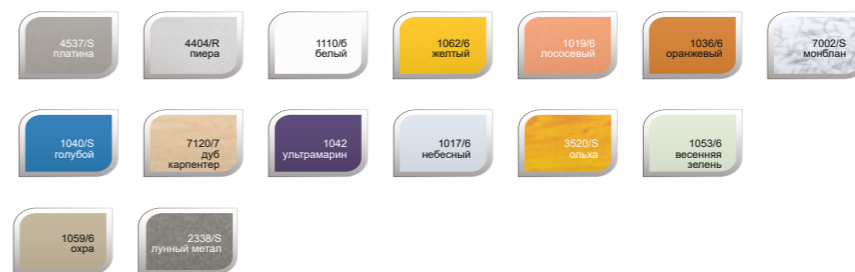 4537/S
платина
4404/R
пиера
1110/6
белый
1062/6
желтый
1019/6
лососевый
1036/6
оранжевый
7002/S
монблан
1040/S
голубой
7120/7
дуб
карпентер
1042
ультрамарин
1017/6
небесный
3520/S
ольха
1053/6
весенняя
зелень
1059/6
охра
2338/S
лунный метал